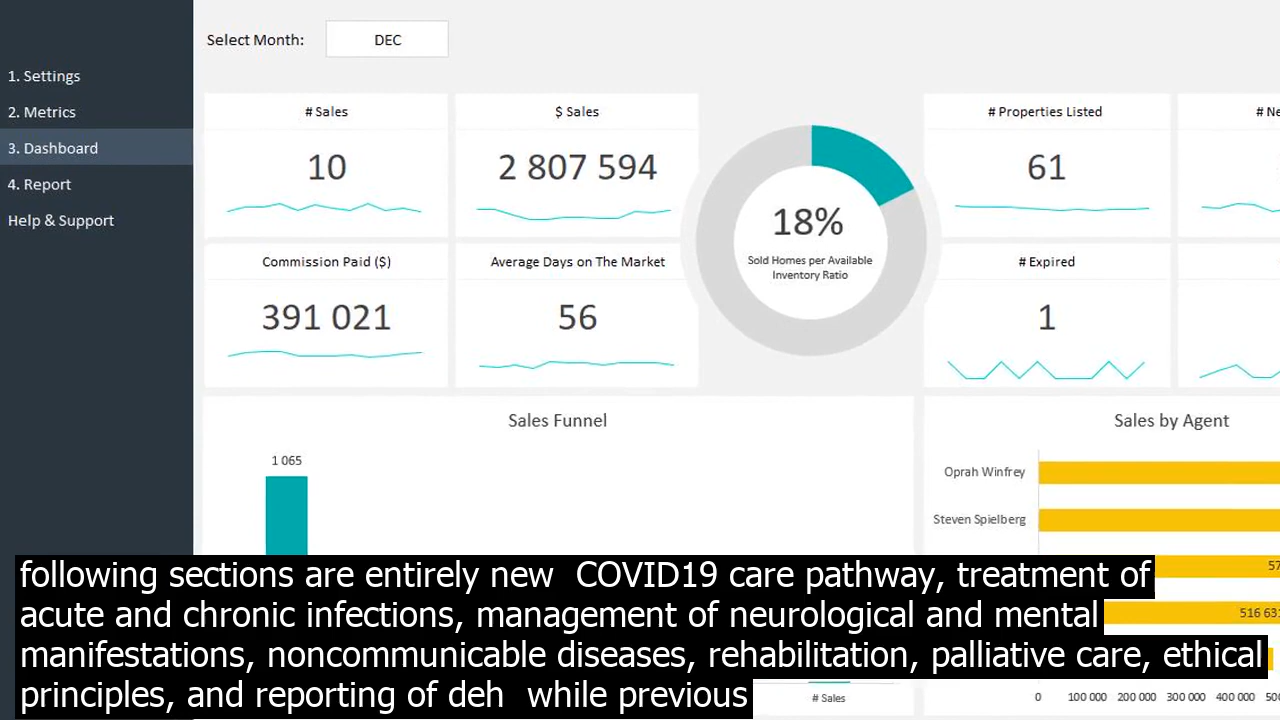 Select Month:
DEC
1. Settings
2. Metrics
3. Dashboard
4. Report
Help & Support
# Sales
10
$ Sales
2 807 594
# Properties Listed
61
# Ne
Commission Paid ($)
391 021
Average Days on The Market
56
18%
Sold Homes per Available
Inventory Ratio
# Expired
1
Sales Funnel
1 065
Sales by Agent
Oprah Winfrey
Steven Spielberg
57
516 631
following sections are entirely new  COVID19 care pathway, treatment of
acute and chronic infections, management of neurological and mental
manifestations, noncommunicable diseases, rehabilitation, palliative care, ethical
principles, and reporting of deh  while previous
# Sales
0 100 000 200 000 300 000 400 000 50